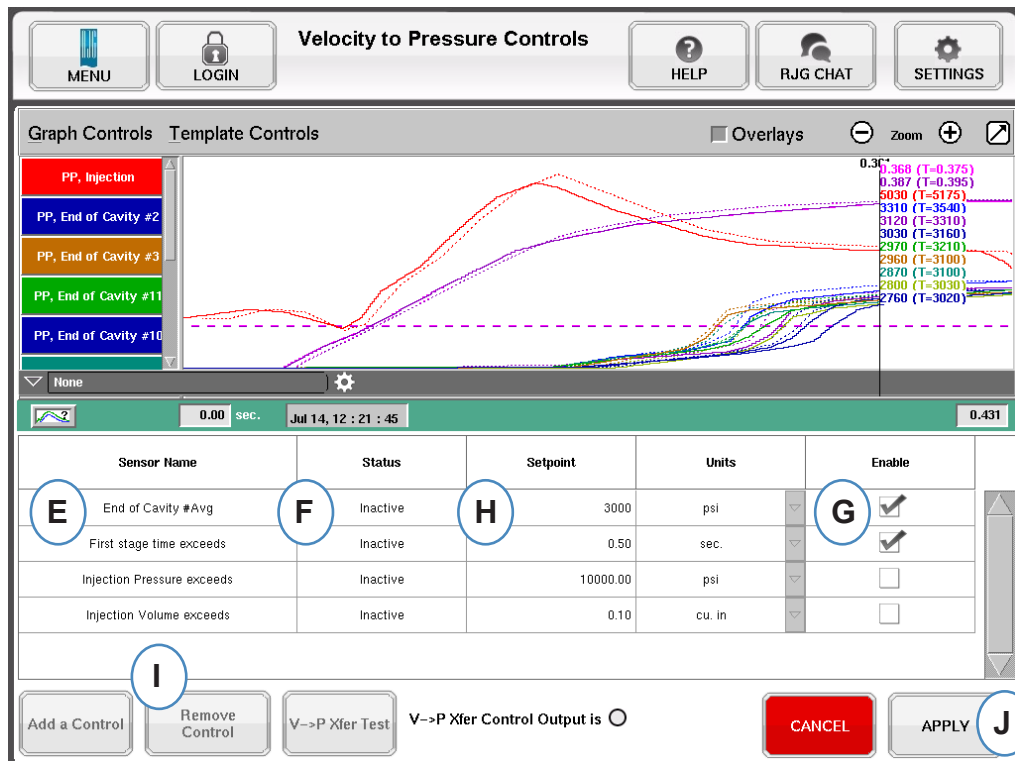 MENU
LOGIN
Velocity to Pressure Controls
HELP
RJG CHAT
SETTINGS
Graph Controls Template Controls
Overlays
Zoom
PP, Injection
PP, End of Cavity #2
PP, End of Cavity #3
PP, End of Cavity #11
PP, End of Cavity #10
0.368 (T=0.375)
0.387 (T=0.395)
5030 (T=5175)
3310 (T=3540)
3120 (T=3310)
3030 (T=3160)
2970 (T=3210)
2960 (T=3100)
2870 (T=3100)
2800 (T=3030)
2760 (T=3020)
None
0.00 sec.
Jul 14, 12 : 21 : 45
0.431
Sensor Name Status Setpoint Units Enable
E End of Cavity #Avg F Inactive H 3000 psi G
First stage time exceeds Inactive 0.50 sec.
Injection Pressure exceeds Inactive 10000.00 psi
Injection Volume exceeds Inactive 0.10 cu. in
I
Add a Control
Remove
Control
V->P Xfer Test
V->P Xfer Control Output is
CANCEL
APPLY
J